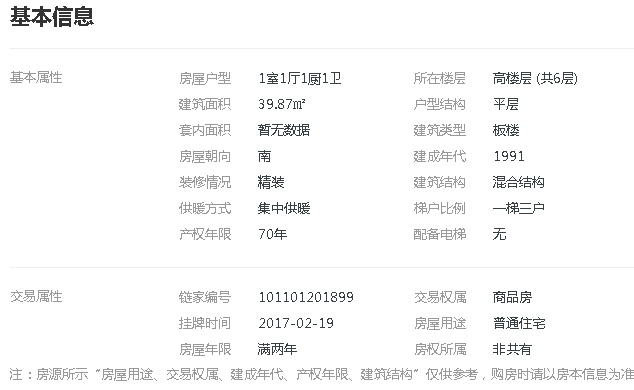 基本信息
基本属性 房屋户型 1室1厅1厨1卫 所在楼层 高楼层 (共6层)
建筑面积 39.87㎡ 户型结构 平层
套内面积 暂无数据 建筑类型 板楼
房屋朝向 南 建成年代 1991
装修情况 精装 建筑结构 混合结构
供暖方式 集中供暖 梯户比例 一梯三户
产权年限 70年 配备电梯 无
交易属性 链家编号 101101201899 交易权属 商品房
挂牌时间 2017-02-19 房屋用途 普通住宅
房屋年限 满两年 房权所属 非共有
注：房源所示“房屋用途、交易权属、建成年代、产权年限、建筑结构”仅供参考，购房时请以房本信息为准